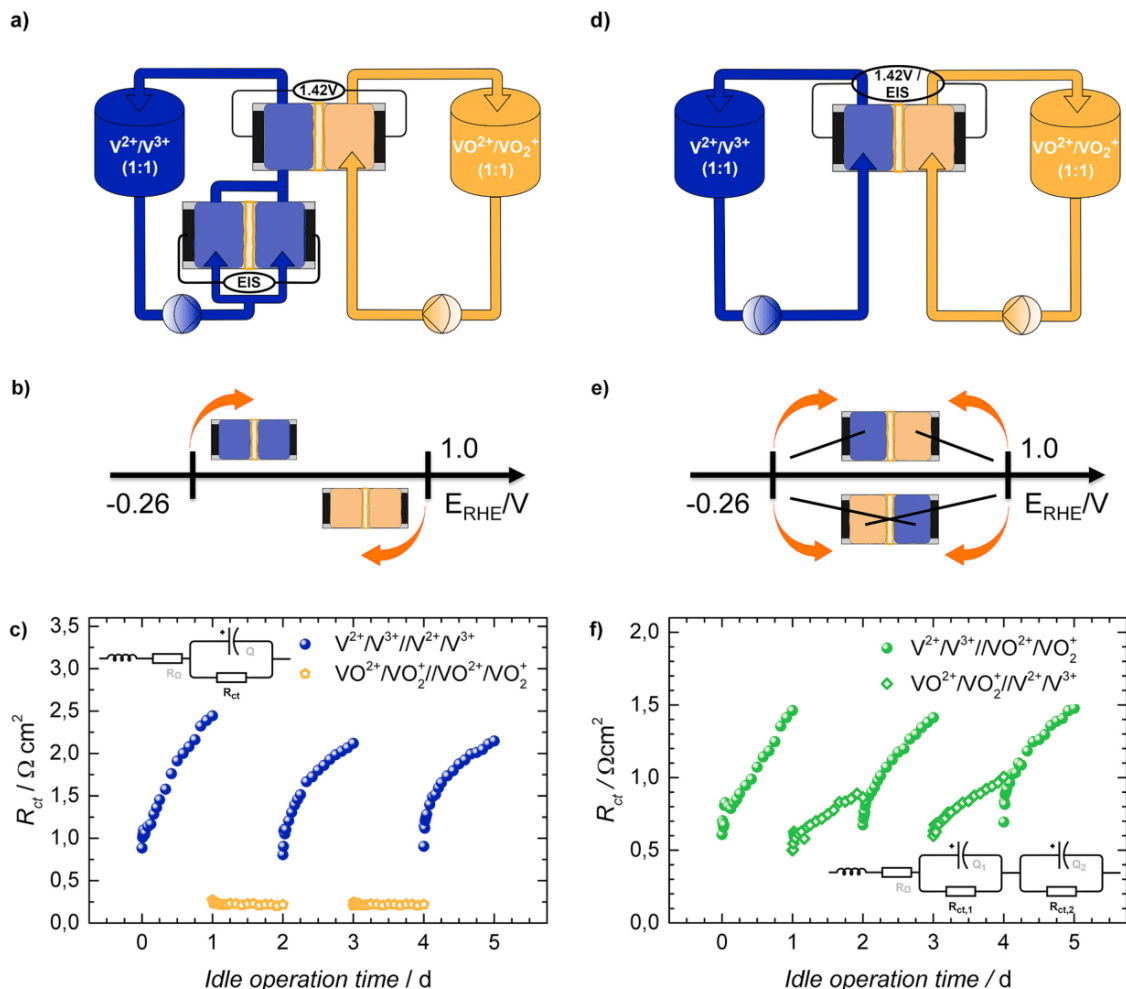 a)
1.42V
V²⁺/V³⁺
(1:1)
VO²⁺/VO₂⁺
(1:1)
EIS
d)
1.42V /
EIS
V²⁺/V³⁺
(1:1)
VO²⁺/VO₂⁺
(1:1)
b)
1.0
-0.26
E_RHE/V
e)
1.0
-0.26
E_RHE/V
c)
3,5
3,0
2,5
2,0
1,5
1,0
0,5
0,0
R_ct / Ω cm²
R_Ω
Q
R_ct
V²⁺/V³⁺//V²⁺/V³⁺
VO²⁺/VO₂⁺//VO²⁺/VO₂⁺
0 1 2 3 4 5
Idle operation time / d
f)
2,0
1,5
1,0
0,5
0,0
R_ct / Ωcm²
V²⁺/V³⁺//VO²⁺/VO₂⁺
VO²⁺/VO₂⁺//V²⁺/V³⁺
R_Ω
Q₁
Q₂
R_ct,1
R_ct,2
0 1 2 3 4 5
Idle operation time / d